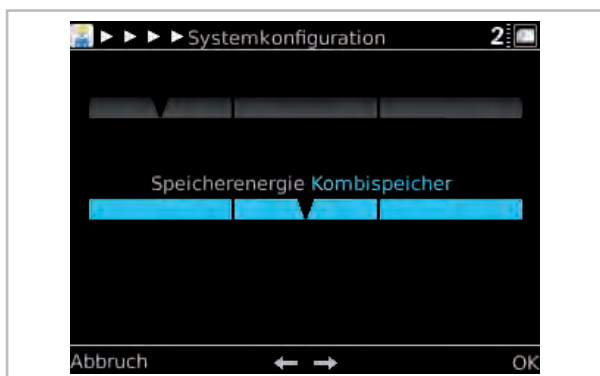 Systemkonfiguration 2
Speicherenergie Kombispeicher
Abbruch OK